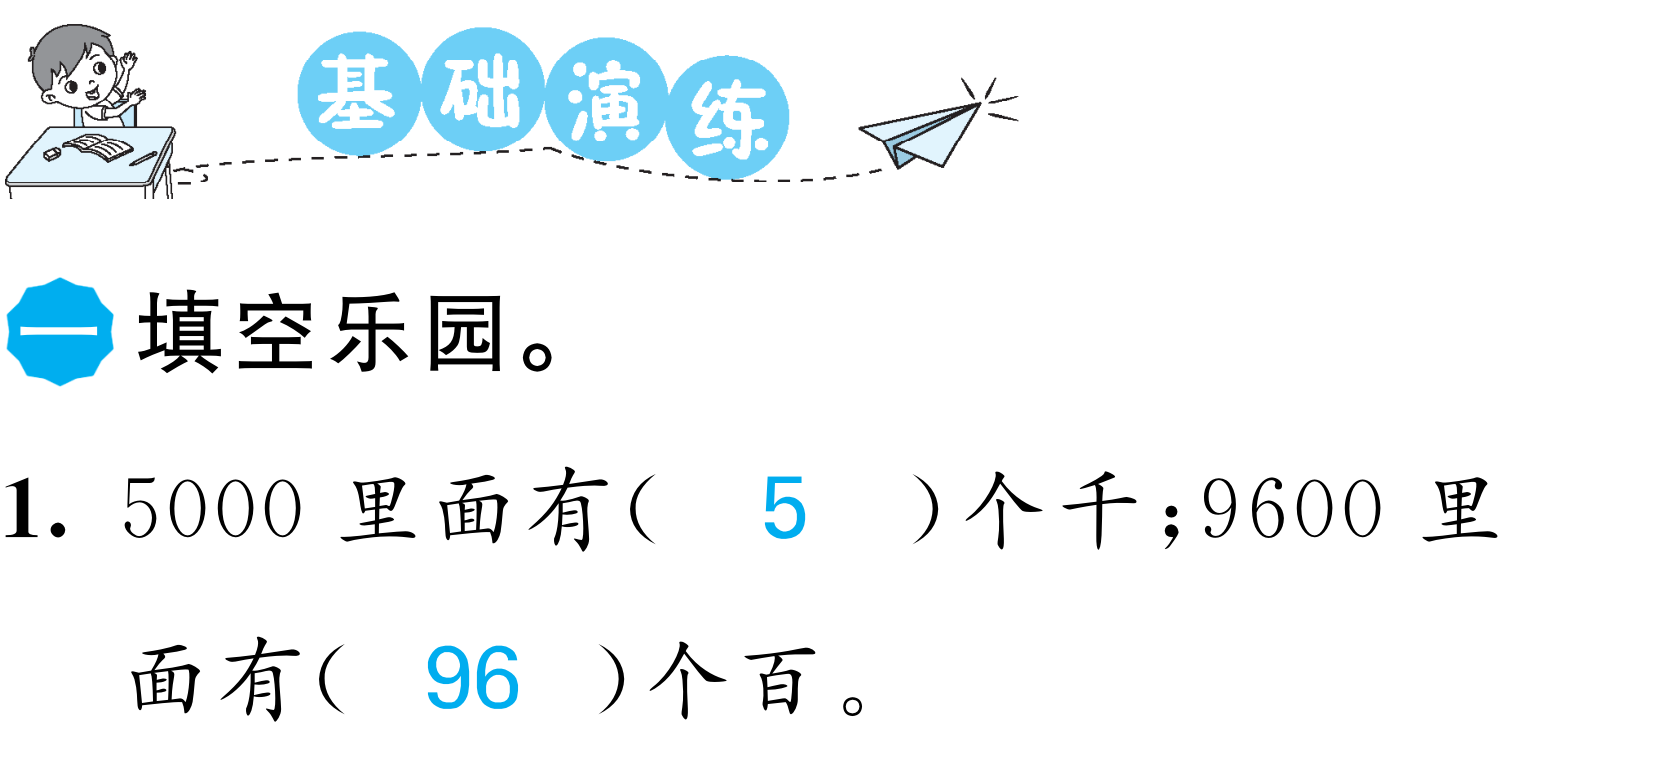 基础演练
一 填空乐园。
1. 5000 里面有( 5 )个千;9600 里
面有( 96 )个百。